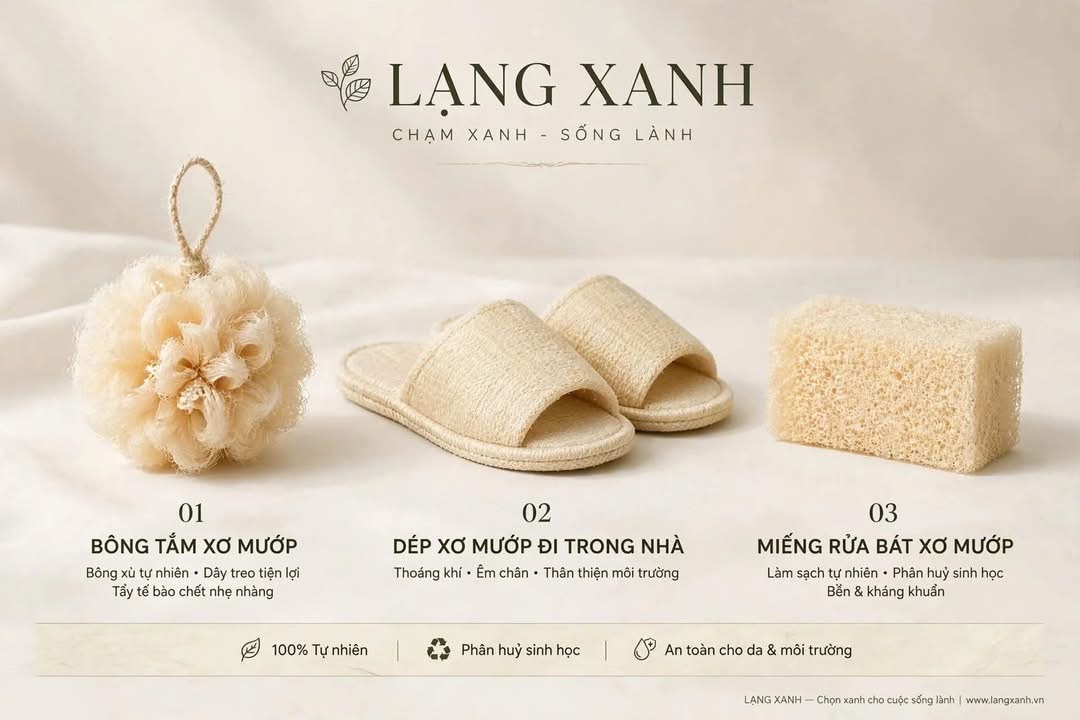 LẠNG XANH
CHẠM XANH - SỐNG LÀNH
01
BÔNG TẮM XƠ MƯỚP
Bông xù tự nhiên • Dây treo tiện lợi
Tẩy tế bào chết nhẹ nhàng
02
DÉP XƠ MƯỚP ĐI TRONG NHÀ
Thoáng khí • Êm chân • Thân thiện môi trường
03
MIẾNG RỬA BÁT XƠ MƯỚP
Làm sạch tự nhiên • Phân huỷ sinh học
Bền & kháng khuẩn
100% Tự nhiên | Phân huỷ sinh học | An toàn cho da & môi trường
LẠNG XANH — Chọn xanh cho cuộc sống lành | www.langxanh.vn